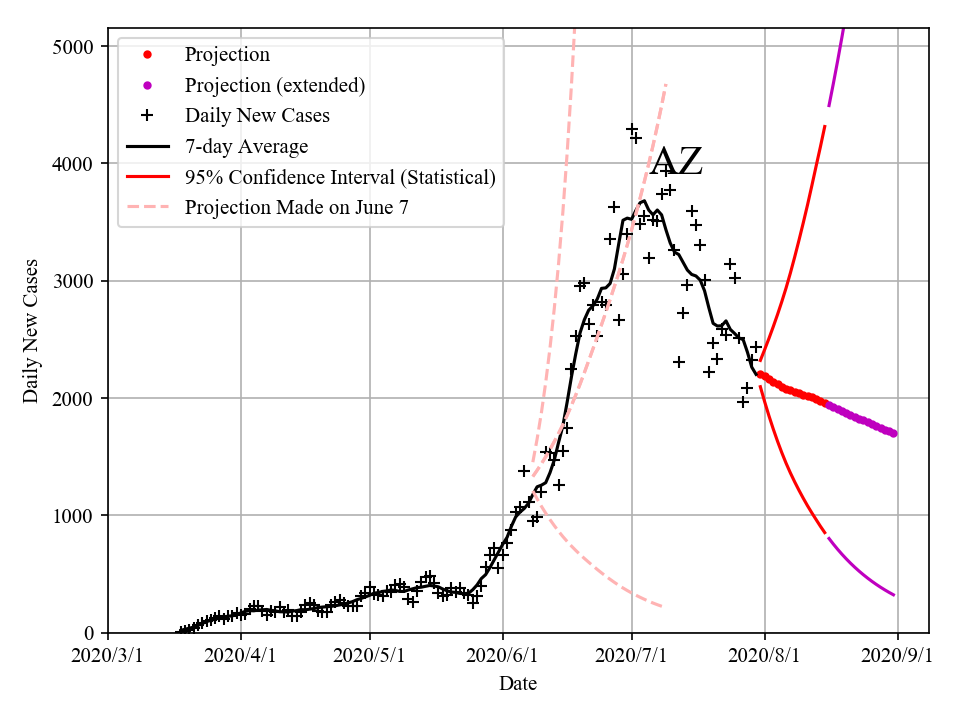 5000
4000
3000
2000
1000
0
Daily New Cases
Projection
Projection (extended)
Daily New Cases
7-day Average
95% Confidence Interval (Statistical)
Projection Made on June 7
AZ
2020/3/1 2020/4/1 2020/5/1 2020/6/1 2020/7/1 2020/8/1 2020/9/1
Date